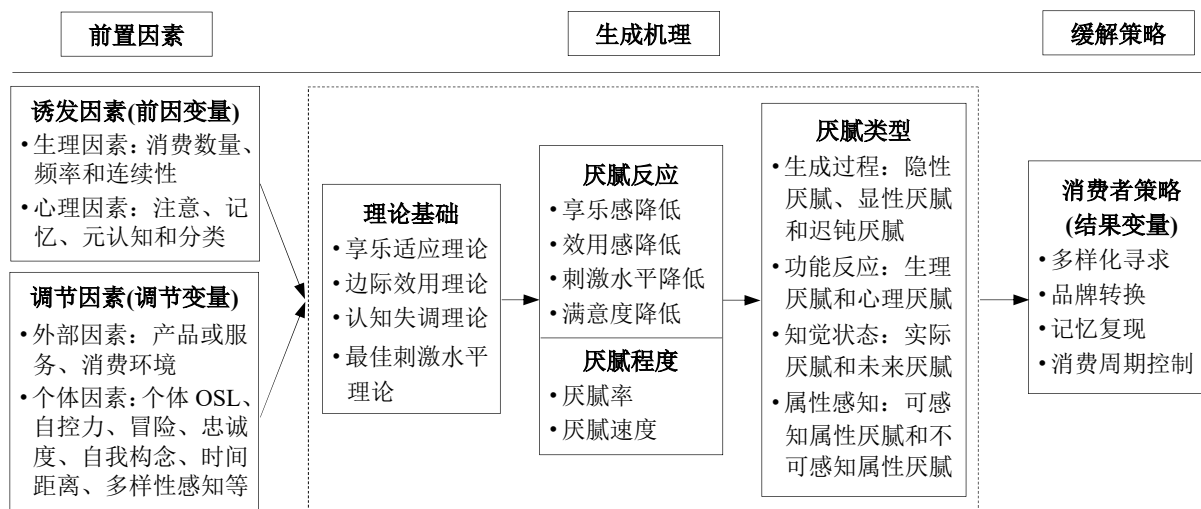 前置因素
生成机理
缓解策略
诱发因素(前因变量)
•生理因素：消费数量、
频率和连续性
•心理因素：注意、记
忆、元认知和分类
调节因素(调节变量)
•外部因素：产品或服
务、消费环境
•个体因素：个体 OSL、
自控力、冒险、忠诚
度、自我构念、时间
距离、多样性感知等
理论基础
•享乐适应理论
•边际效用理论
•认知失调理论
•最佳刺激水平
理论
厌腻反应
•享乐感降低
•效用感降低
•刺激水平降低
•满意度降低
厌腻程度
•厌腻率
•厌腻速度
厌腻类型
•生成过程：隐性
厌腻、显性厌腻
和迟钝厌腻
•功能反应：生理
厌腻和心理厌腻
•知觉状态：实际
厌腻和未来厌腻
•属性感知：可感
知属性厌腻和不
可感知属性厌腻
消费者策略
(结果变量)
•多样化寻求
•品牌转换
•记忆复现
•消费周期控制